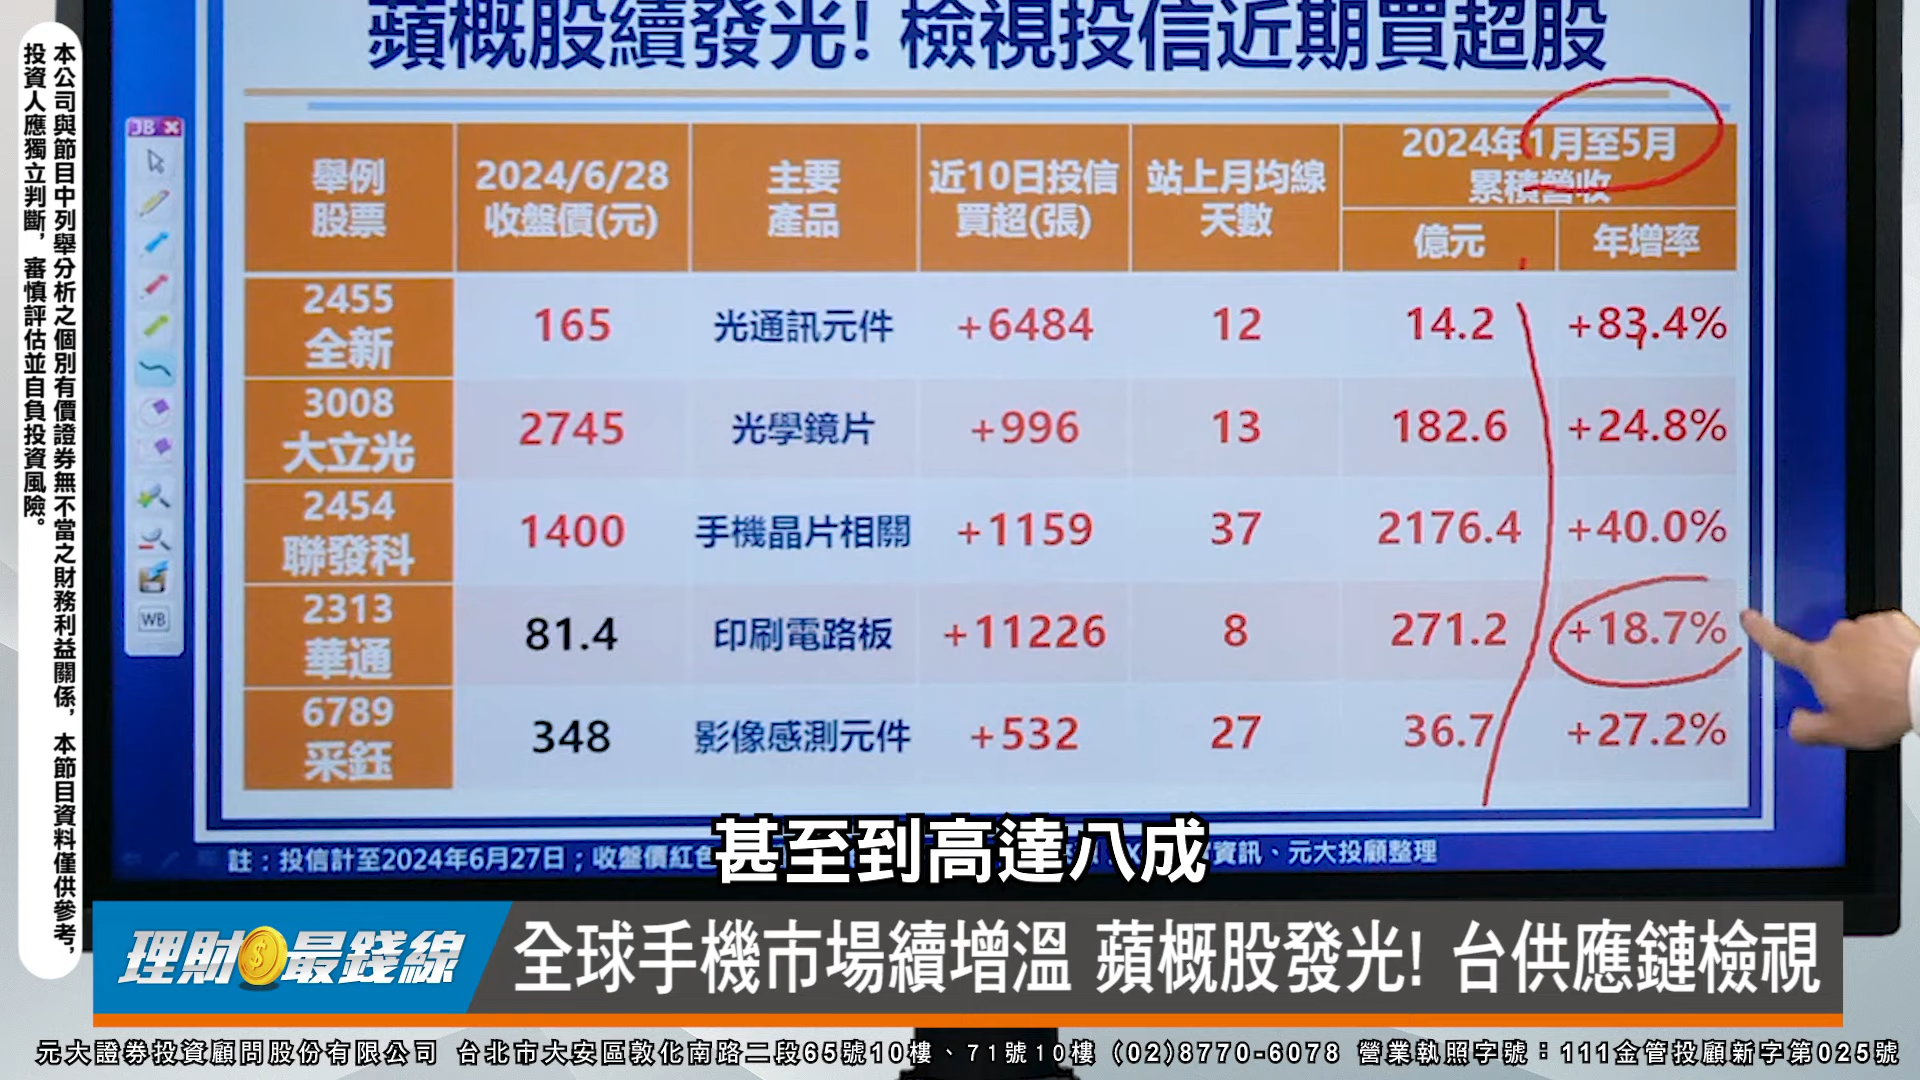 蘋概股續發光! 檢視投信近期買超股
本公司與節目中列舉分析之個別有價證券無不當之財務利益關係，本節目資料僅供參考，
投資人應獨立判斷，審慎評估並自負投資風險。
JB
WB
舉例股票
2024/6/28 收盤價(元)
主要產品
近10日投信買超(張)
站上月均線天數
2024年1月至5月
累積營收
億元 年增率
2455 全新 165 光通訊元件 +6484 12 14.2 +83.4%
3008 大立光 2745 光學鏡片 +996 13 182.6 +24.8%
2454 聯發科 1400 手機晶片相關 +1159 37 2176.4 +40.0%
2313 華通 81.4 印刷電路板 +11226 8 271.2 +18.7%
6789 采鈺 348 影像感測元件 +532 27 36.7 +27.2%
註：投信計至2024年6月27日；收盤價紅色 資訊、元大投顧整理
甚至到高達八成
理財最錢線
全球手機市場續增溫 蘋概股發光! 台供應鏈檢視
元大證券投資顧問股份有限公司 台北市大安區敦化南路二段65號10樓、71號10樓 (02)8770-6078 營業執照字號：111金管投顧新字第025號